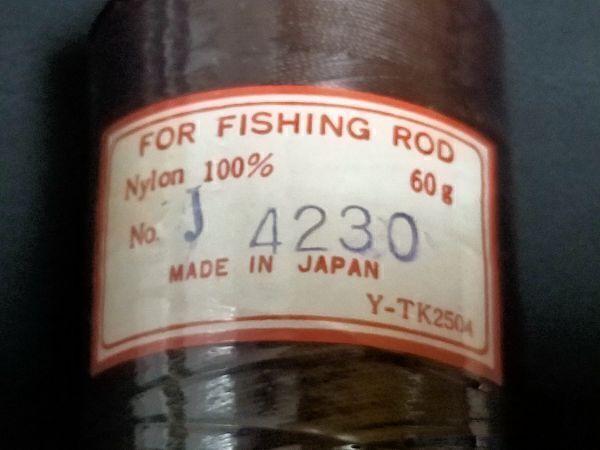 FOR FISHING ROD
Nylon 100% 60g
No. J 4230
MADE IN JAPAN
Y-TK2504